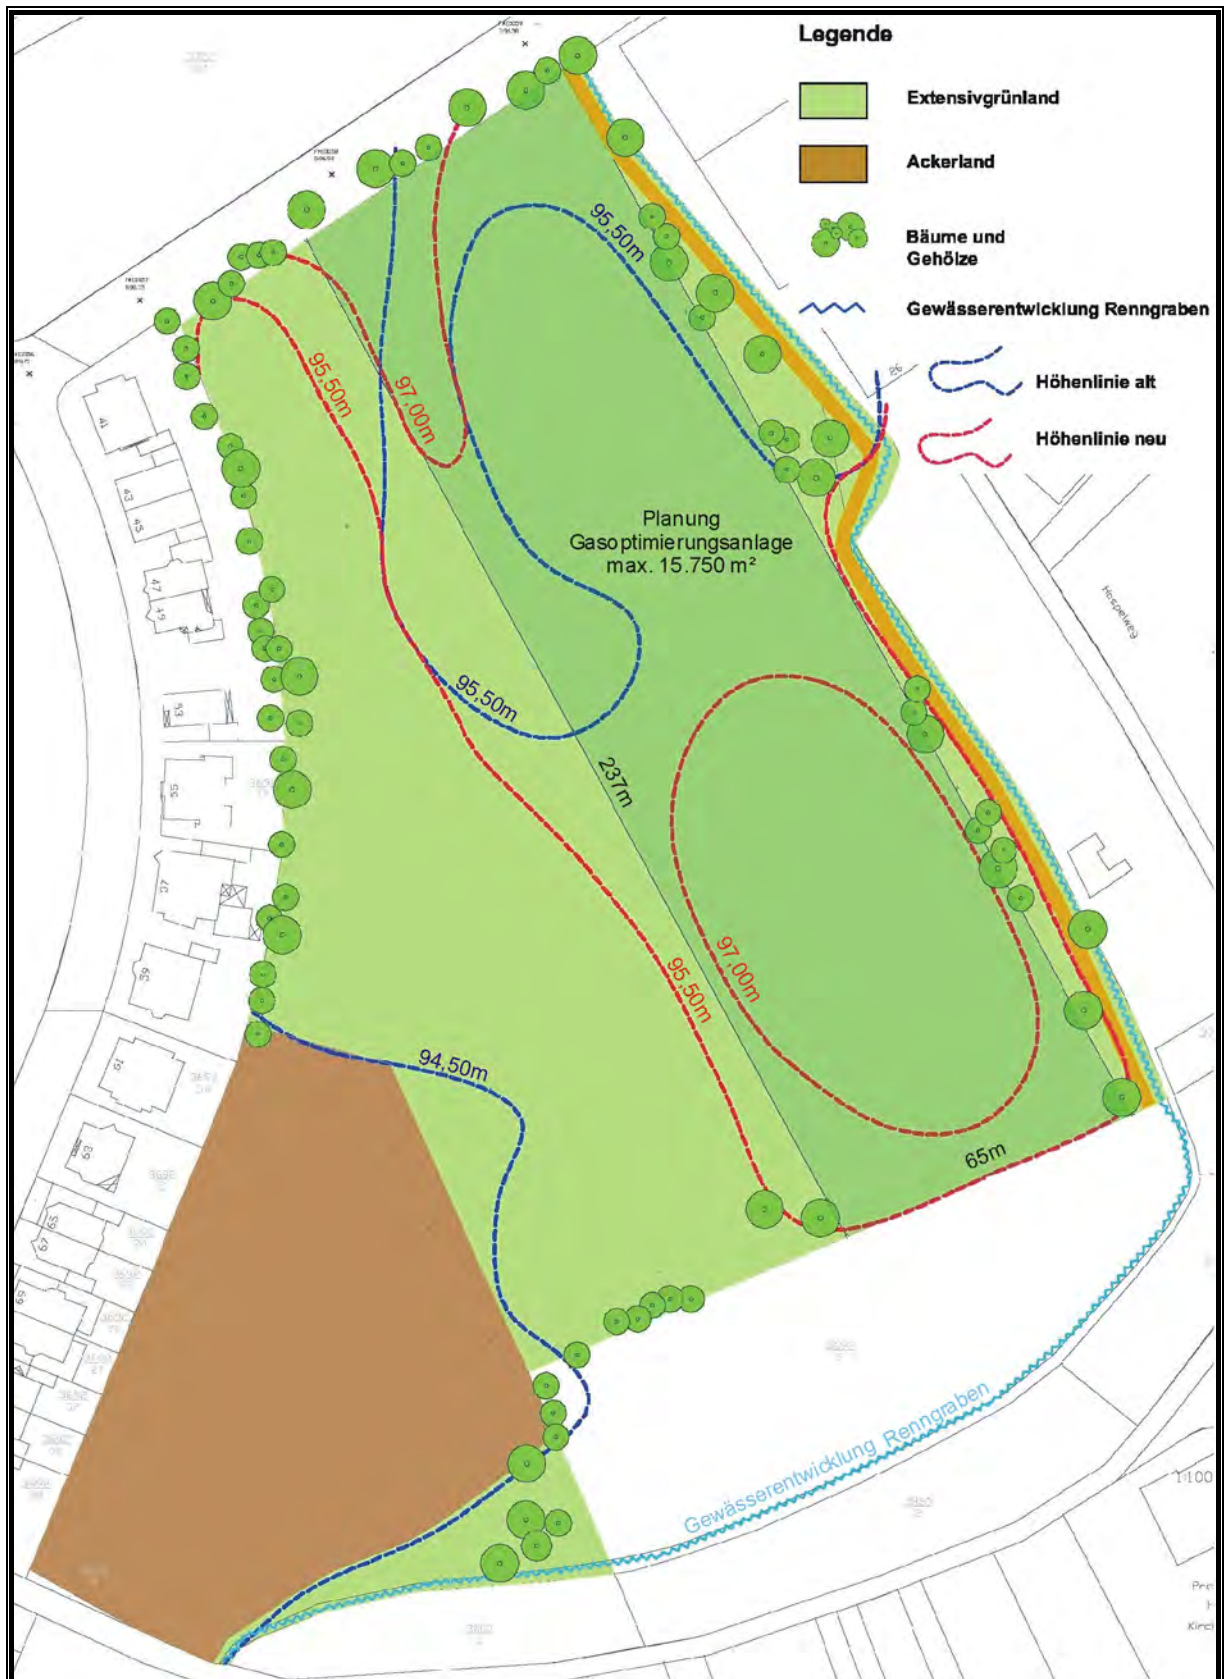 Legende
Extensivgrünland
Ackerland
Bäume und
Gehölze
Gewässerentwicklung Renngraben
Höhenlinie alt
Höhenlinie neu
95,50m
95,50m
97,00m
Planung
Gasoptimierungsanlage
max. 15.750 m²
95,50m
237m
97,00m
95,50m
94,50m
65m
Gewässerentwicklung Renngraben
Hospelweg
41
43
45
47
49
53
55
59
61
63
65
67
69
1:100